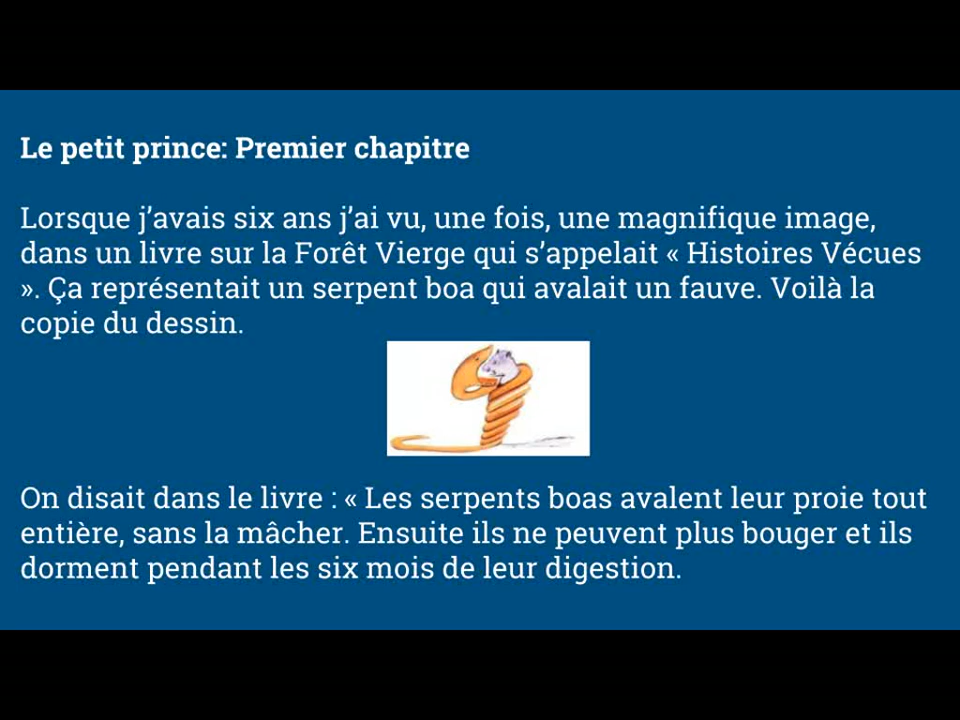 Le petit prince: Premier chapitre
Lorsque j’avais six ans j’ai vu, une fois, une magnifique image,
dans un livre sur la Forêt Vierge qui s’appelait « Histoires Vécues
». Ça représentait un serpent boa qui avalait un fauve. Voilà la
copie du dessin.
On disait dans le livre : « Les serpents boas avalent leur proie tout
entière, sans la mâcher. Ensuite ils ne peuvent plus bouger et ils
dorment pendant les six mois de leur digestion.